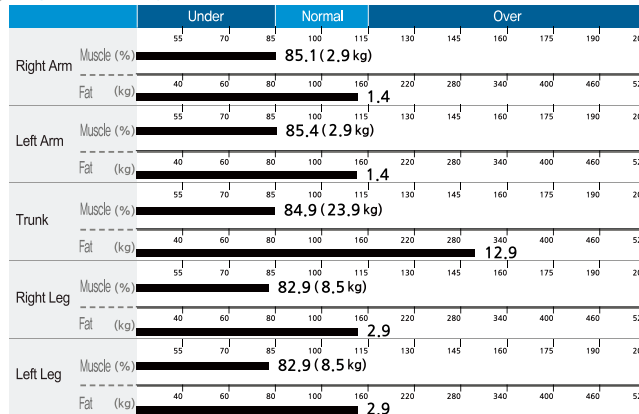 Under Normal Over
55 70 85 100 115 130 145 160 175 190
Right Arm Muscle (%) 85.1(2.9 kg)
40 60 80 100 160 220 280 340 400 460
Fat (kg) 1.4
55 70 85 100 115 130 145 160 175 190
Left Arm Muscle (%) 85.4(2.9 kg)
40 60 80 100 160 220 280 340 400 460
Fat (kg) 1.4
55 70 85 100 115 130 145 160 175 190
Trunk Muscle (%) 84.9(23.9 kg)
40 60 80 100 160 220 280 340 400 460
Fat (kg) 12.9
55 70 85 100 115 130 145 160 175 190
Right Leg Muscle (%) 82.9(8.5 kg)
40 60 80 100 160 220 280 340 400 460
Fat (kg) 2.9
55 70 85 100 115 130 145 160 175 190
Left Leg Muscle (%) 82.9(8.5 kg)
40 60 80 100 160 220 280 340 400 460
Fat (kg) 2.9